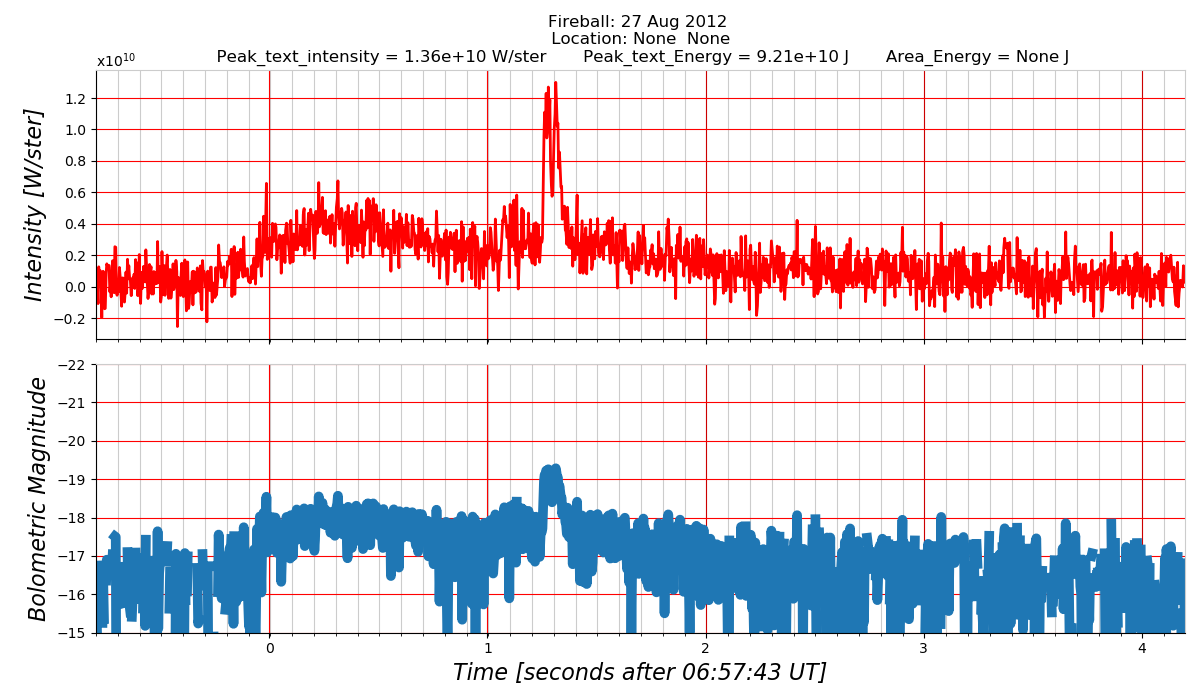 Fireball: 27 Aug 2012
Location: None  None
Peak_text_intensity = 1.36e+10 W/ster       Peak_text_Energy = 9.21e+10 J       Area_Energy = None J
x10¹⁰
1.2
1.0
0.8
0.6
0.4
0.2
0.0
−0.2
Intensity [W/ster]
−22
−21
−20
−19
−18
−17
−16
−15
Bolometric Magnitude
0 1 2 3 4
Time [seconds after 06:57:43 UT]